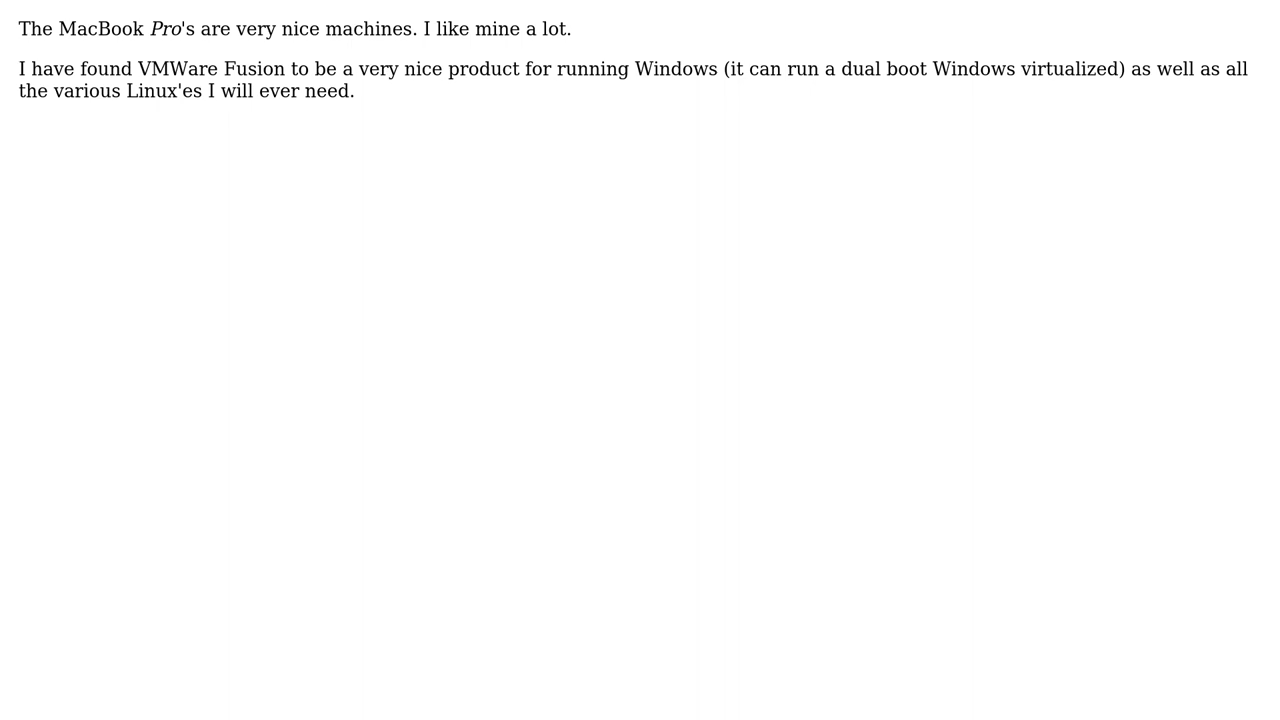 The MacBook Pro's are very nice machines. I like mine a lot.
I have found VMWare Fusion to be a very nice product for running Windows (it can run a dual boot Windows virtualized) as well as all
the various Linux'es I will ever need.